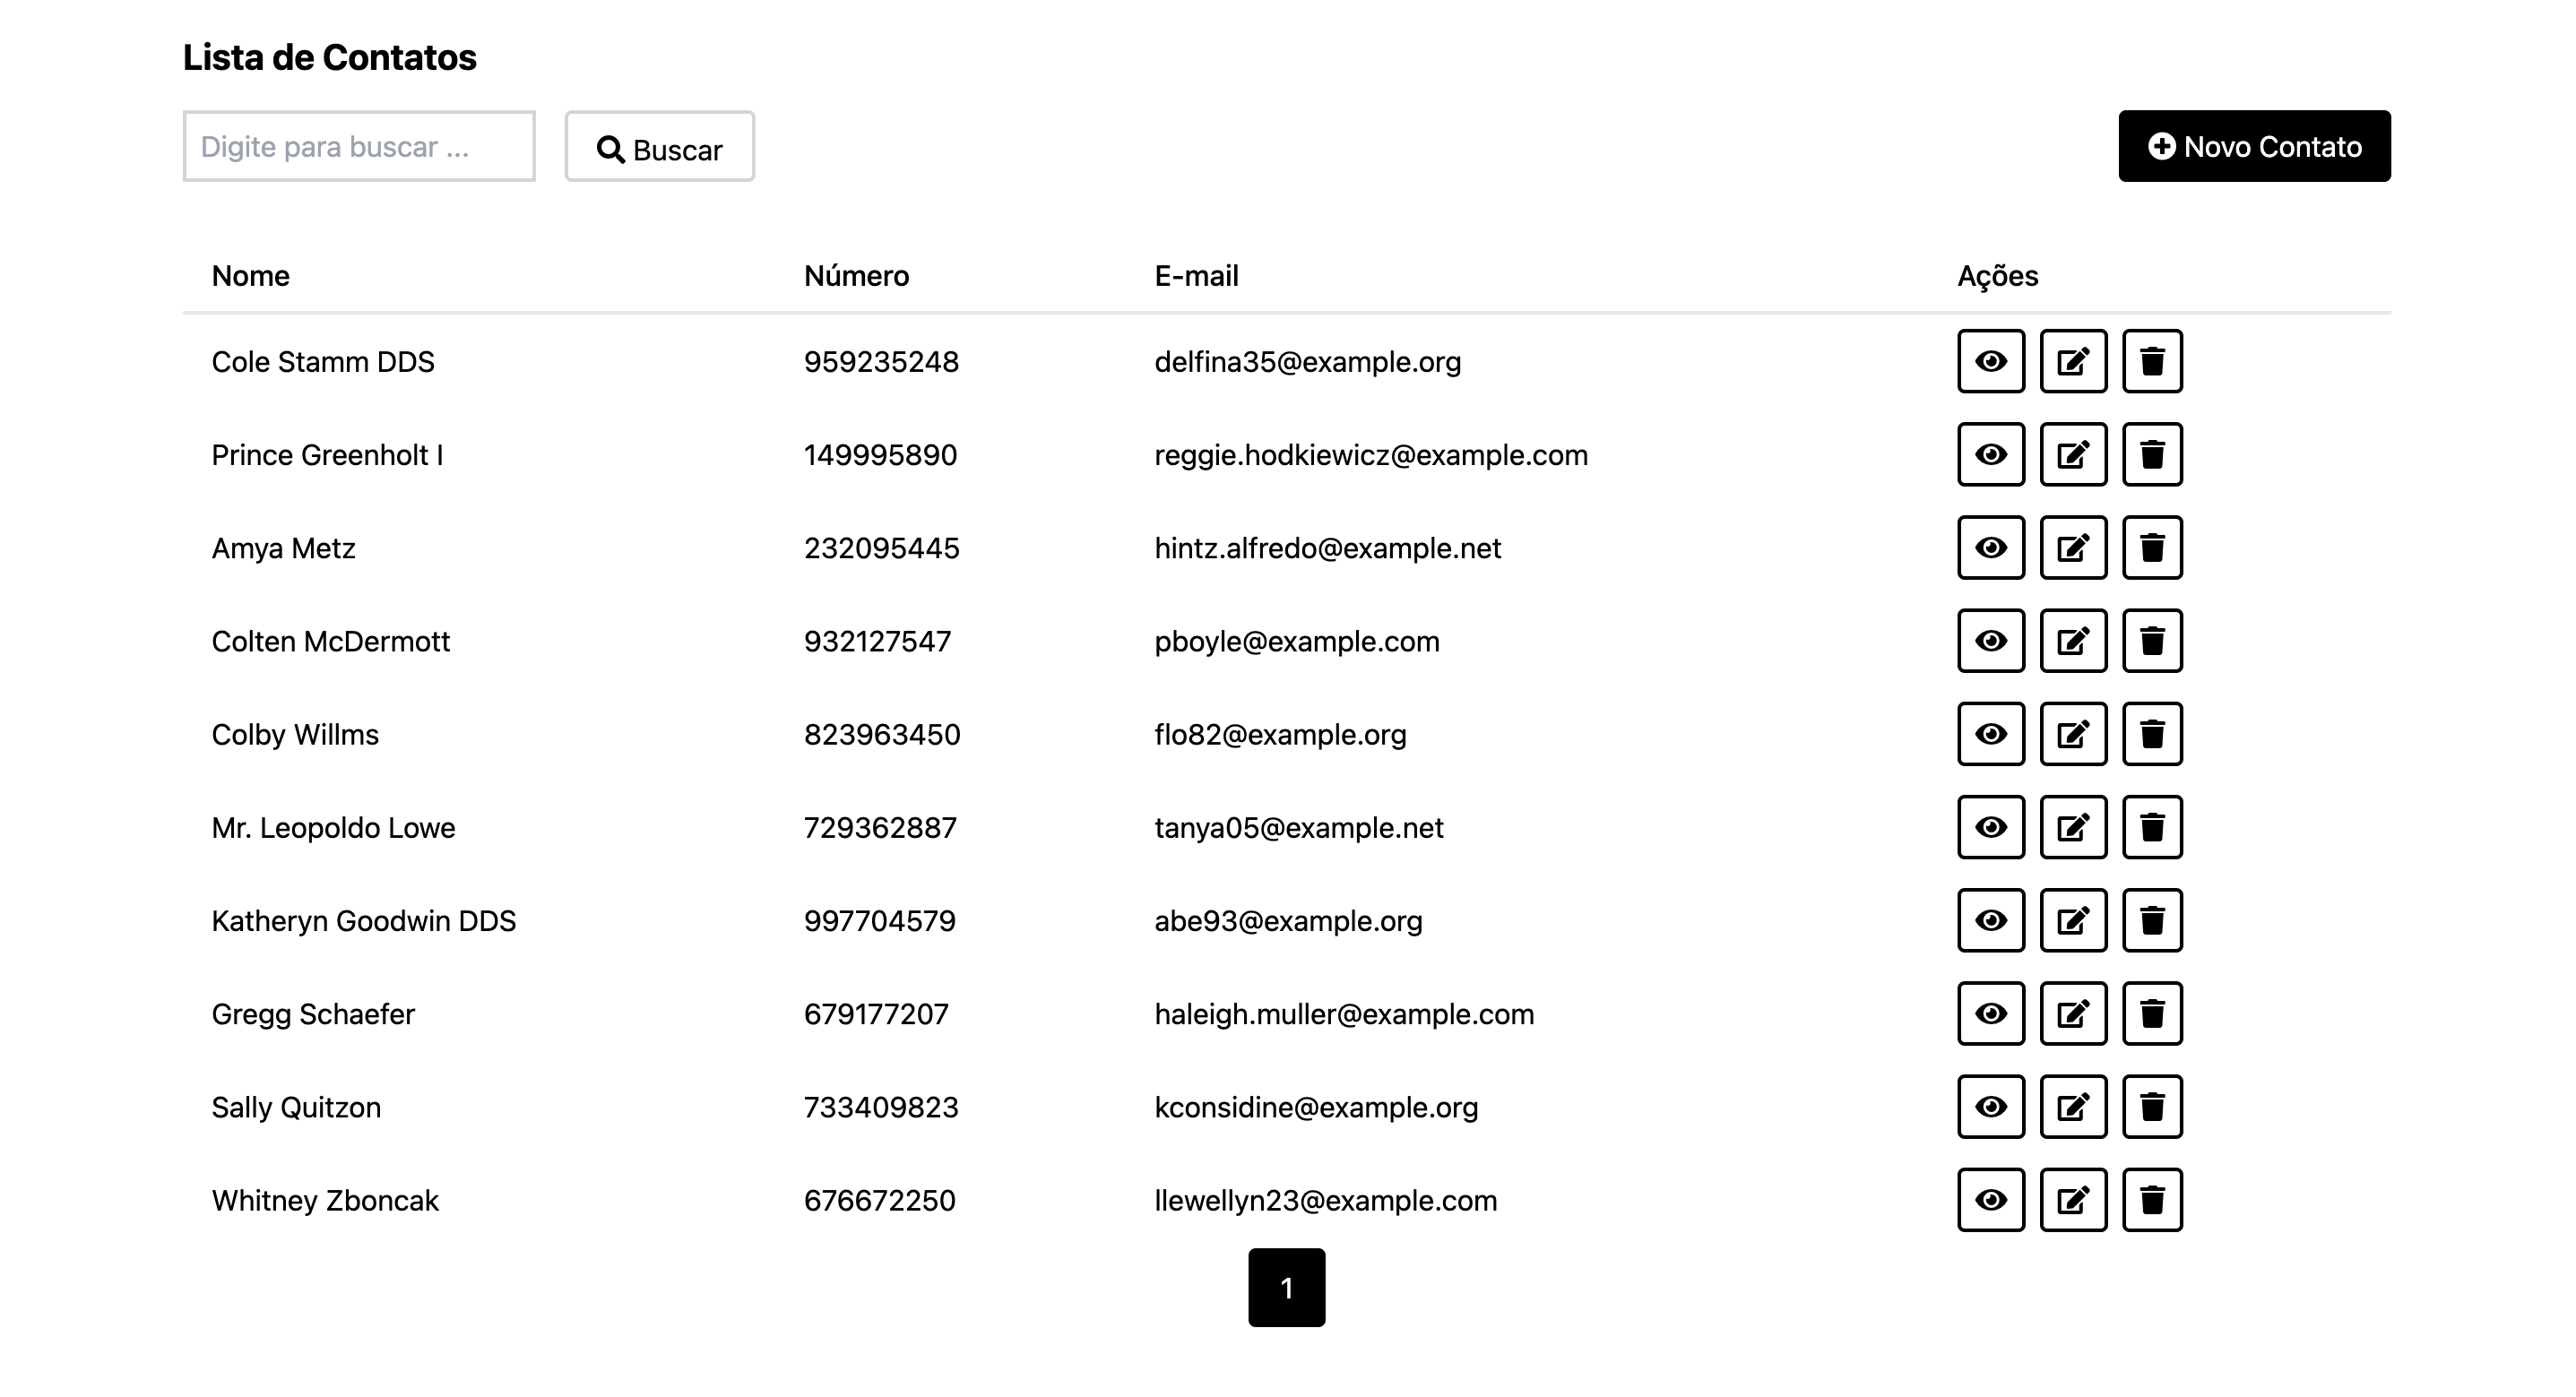 Lista de Contatos
Digite para buscar ... Buscar Novo Contato
Nome Número E-mail Ações
Cole Stamm DDS 959235248 delfina35@example.org
Prince Greenholt I 149995890 reggie.hodkiewicz@example.com
Amya Metz 232095445 hintz.alfredo@example.net
Colten McDermott 932127547 pboyle@example.com
Colby Willms 823963450 flo82@example.org
Mr. Leopoldo Lowe 729362887 tanya05@example.net
Katheryn Goodwin DDS 997704579 abe93@example.org
Gregg Schaefer 679177207 haleigh.muller@example.com
Sally Quitzon 733409823 kconsidine@example.org
Whitney Zboncak 676672250 llewellyn23@example.com
1